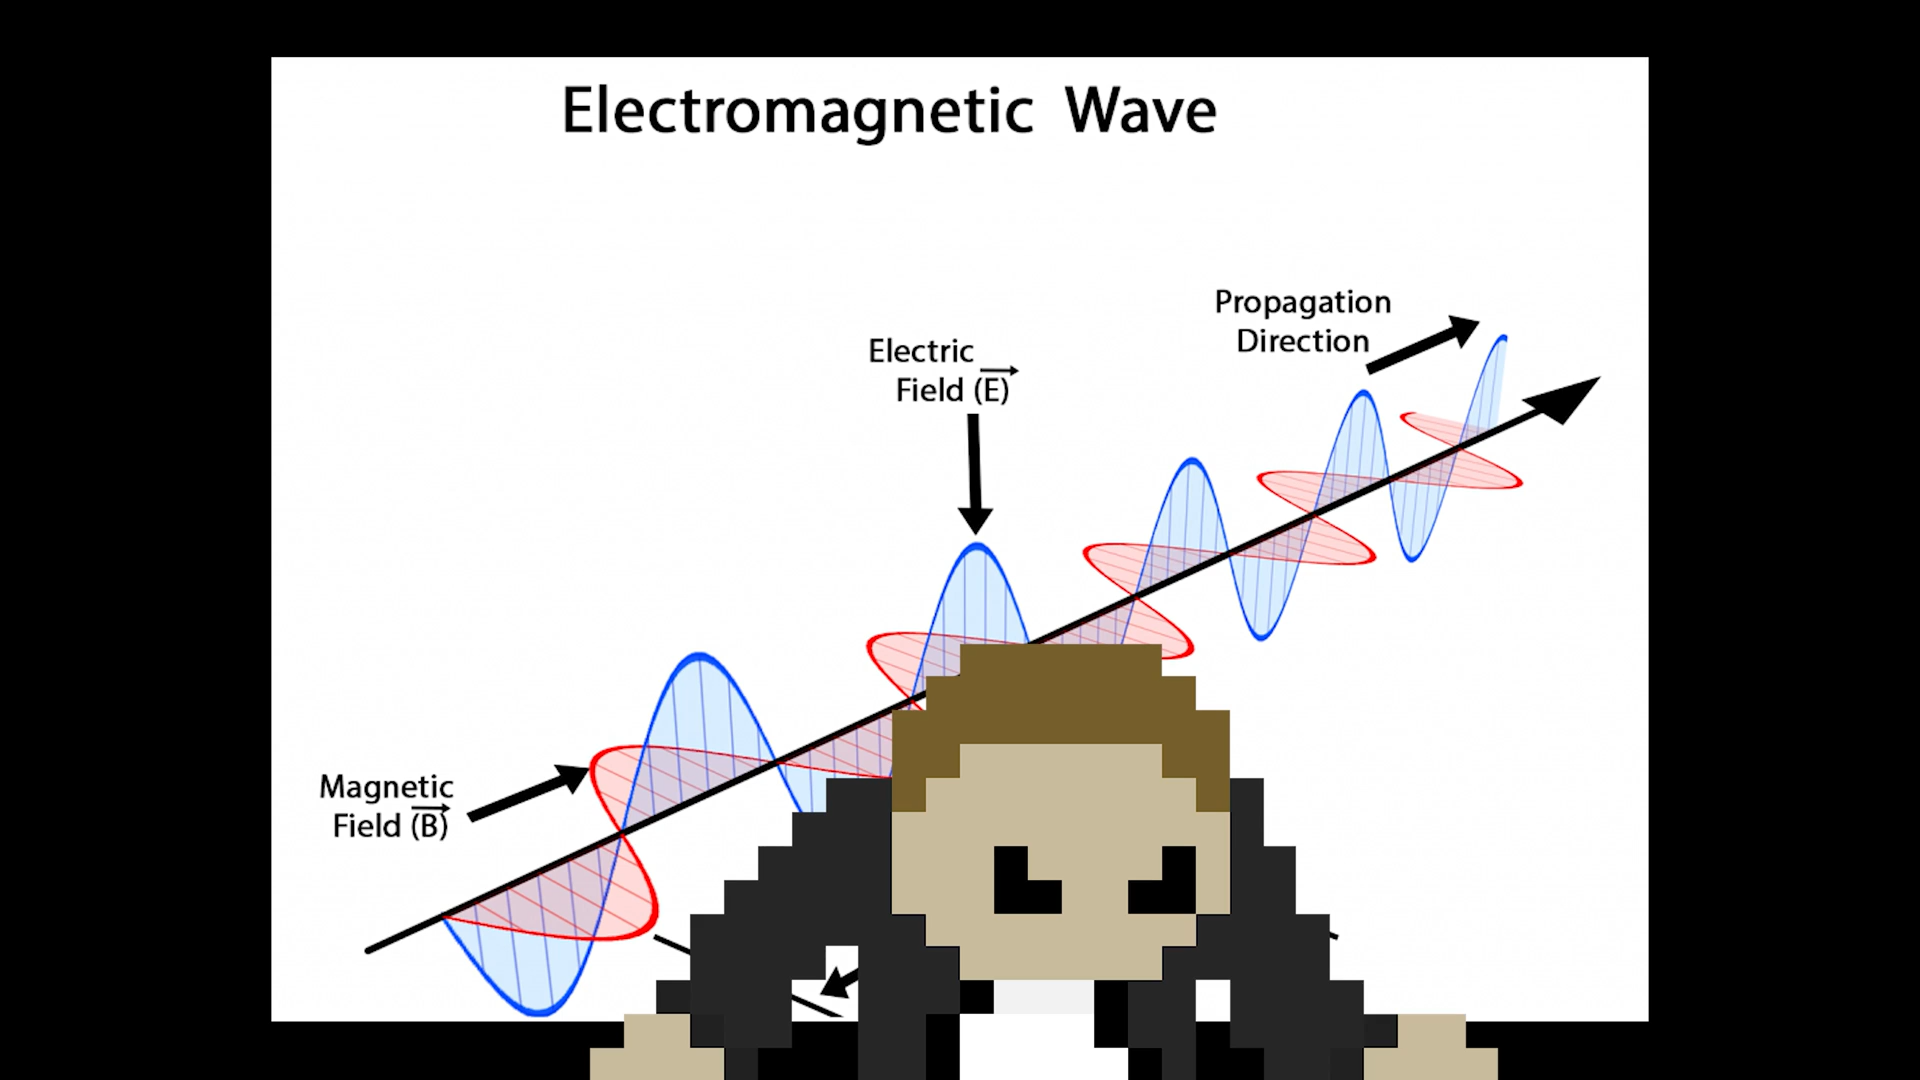 Electromagnetic Wave
Propagation
Direction
Electric
Field (E)
Magnetic
Field (B)